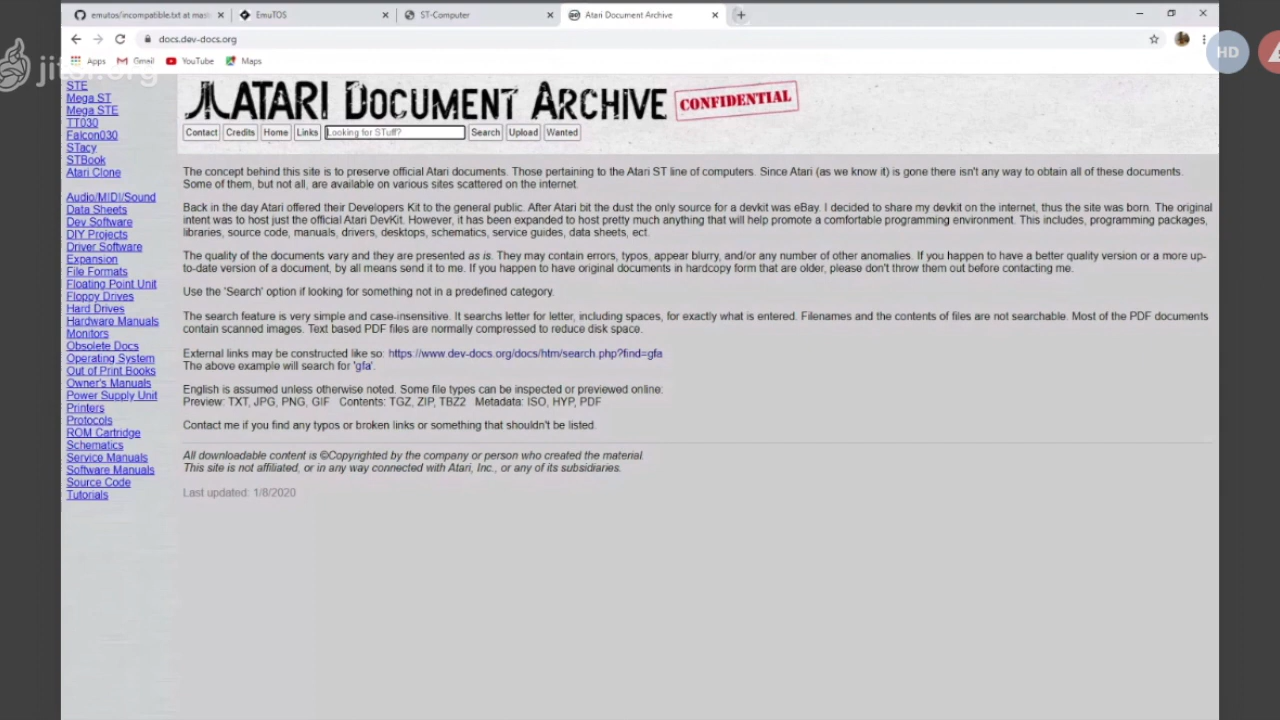 emutos/incompatible.txt at mast
EmuTOS
ST-Computer
Atari Document Archive
docs.dev-docs.org
Apps
Gmail
YouTube
Maps
HD
jitsi.org
STE
Mega ST
Mega STE
TT030
Falcon030
STacy
STBook
Atari Clone
Audio/MIDI/Sound
Data Sheets
Dev Software
DIY Projects
Driver Software
Expansion
File Formats
Floating Point Unit
Floppy Drives
Hard Drives
Hardware Manuals
Monitors
Obsolete Docs
Operating System
Out of Print Books
Owner's Manuals
Power Supply Unit
Printers
Protocols
ROM Cartridge
Schematics
Service Manuals
Software Manuals
Source Code
Tutorials
ATARI DOCUMENT ARCHIVE
CONFIDENTIAL
Contact Credits Home Links Looking for STuff? Search Upload Wanted
The concept behind this site is to preserve official Atari documents. Those pertaining to the Atari ST line of computers. Since Atari (as we know it) is gone there isn't any way to obtain all of these documents.
Some of them, but not all, are available on various sites scattered on the internet.
Back in the day Atari offered their Developers Kit to the general public. After Atari bit the dust the only source for a devkit was eBay. I decided to share my devkit on the internet, thus the site was born. The original
intent was to host just the official Atari DevKit. However, it has been expanded to host pretty much anything that will help promote a comfortable programming environment. This includes, programming packages,
libraries, source code, manuals, drivers, desktops, schematics, service guides, data sheets, ect.
The quality of the documents vary and they are presented as is. They may contain errors, typos, appear blurry, and/or any number of other anomalies. If you happen to have a better quality version or a more up-
to-date version of a document, by all means send it to me. If you happen to have original documents in hardcopy form that are older, please don't throw them out before contacting me.
Use the 'Search' option if looking for something not in a predefined category.
The search feature is very simple and case-insensitive. It searchs letter for letter, including spaces, for exactly what is entered. Filenames and the contents of files are not searchable. Most of the PDF documents
contain scanned images. Text based PDF files are normally compressed to reduce disk space.
External links may be constructed like so: https://www.dev-docs.org/docs/htm/search.php?find=gfa
The above example will search for 'gfa'.
English is assumed unless otherwise noted. Some file types can be inspected or previewed online:
Preview: TXT, JPG, PNG, GIF Contents: TGZ, ZIP, TBZ2 Metadata: ISO, HYP, PDF
Contact me if you find any typos or broken links or something that shouldn't be listed.
All downloadable content is ©Copyrighted by the company or person who created the material
This site is not affiliated, or in any way connected with Atari, Inc., or any of its subsidiaries.
Last updated: 1/8/2020